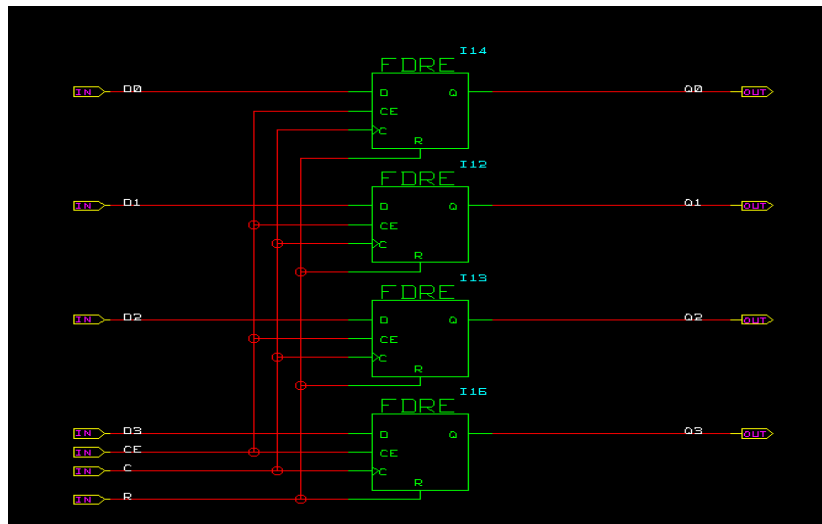 I14
FDRE
IN D0 D Q Q0 OUT
CE
C
R
I12
FDRE
IN D1 D Q Q1 OUT
CE
C
R
I13
FDRE
IN D2 D Q Q2 OUT
CE
C
R
I15
FDRE
IN D3 D Q Q3 OUT
IN CE CE
IN C C
R
IN R